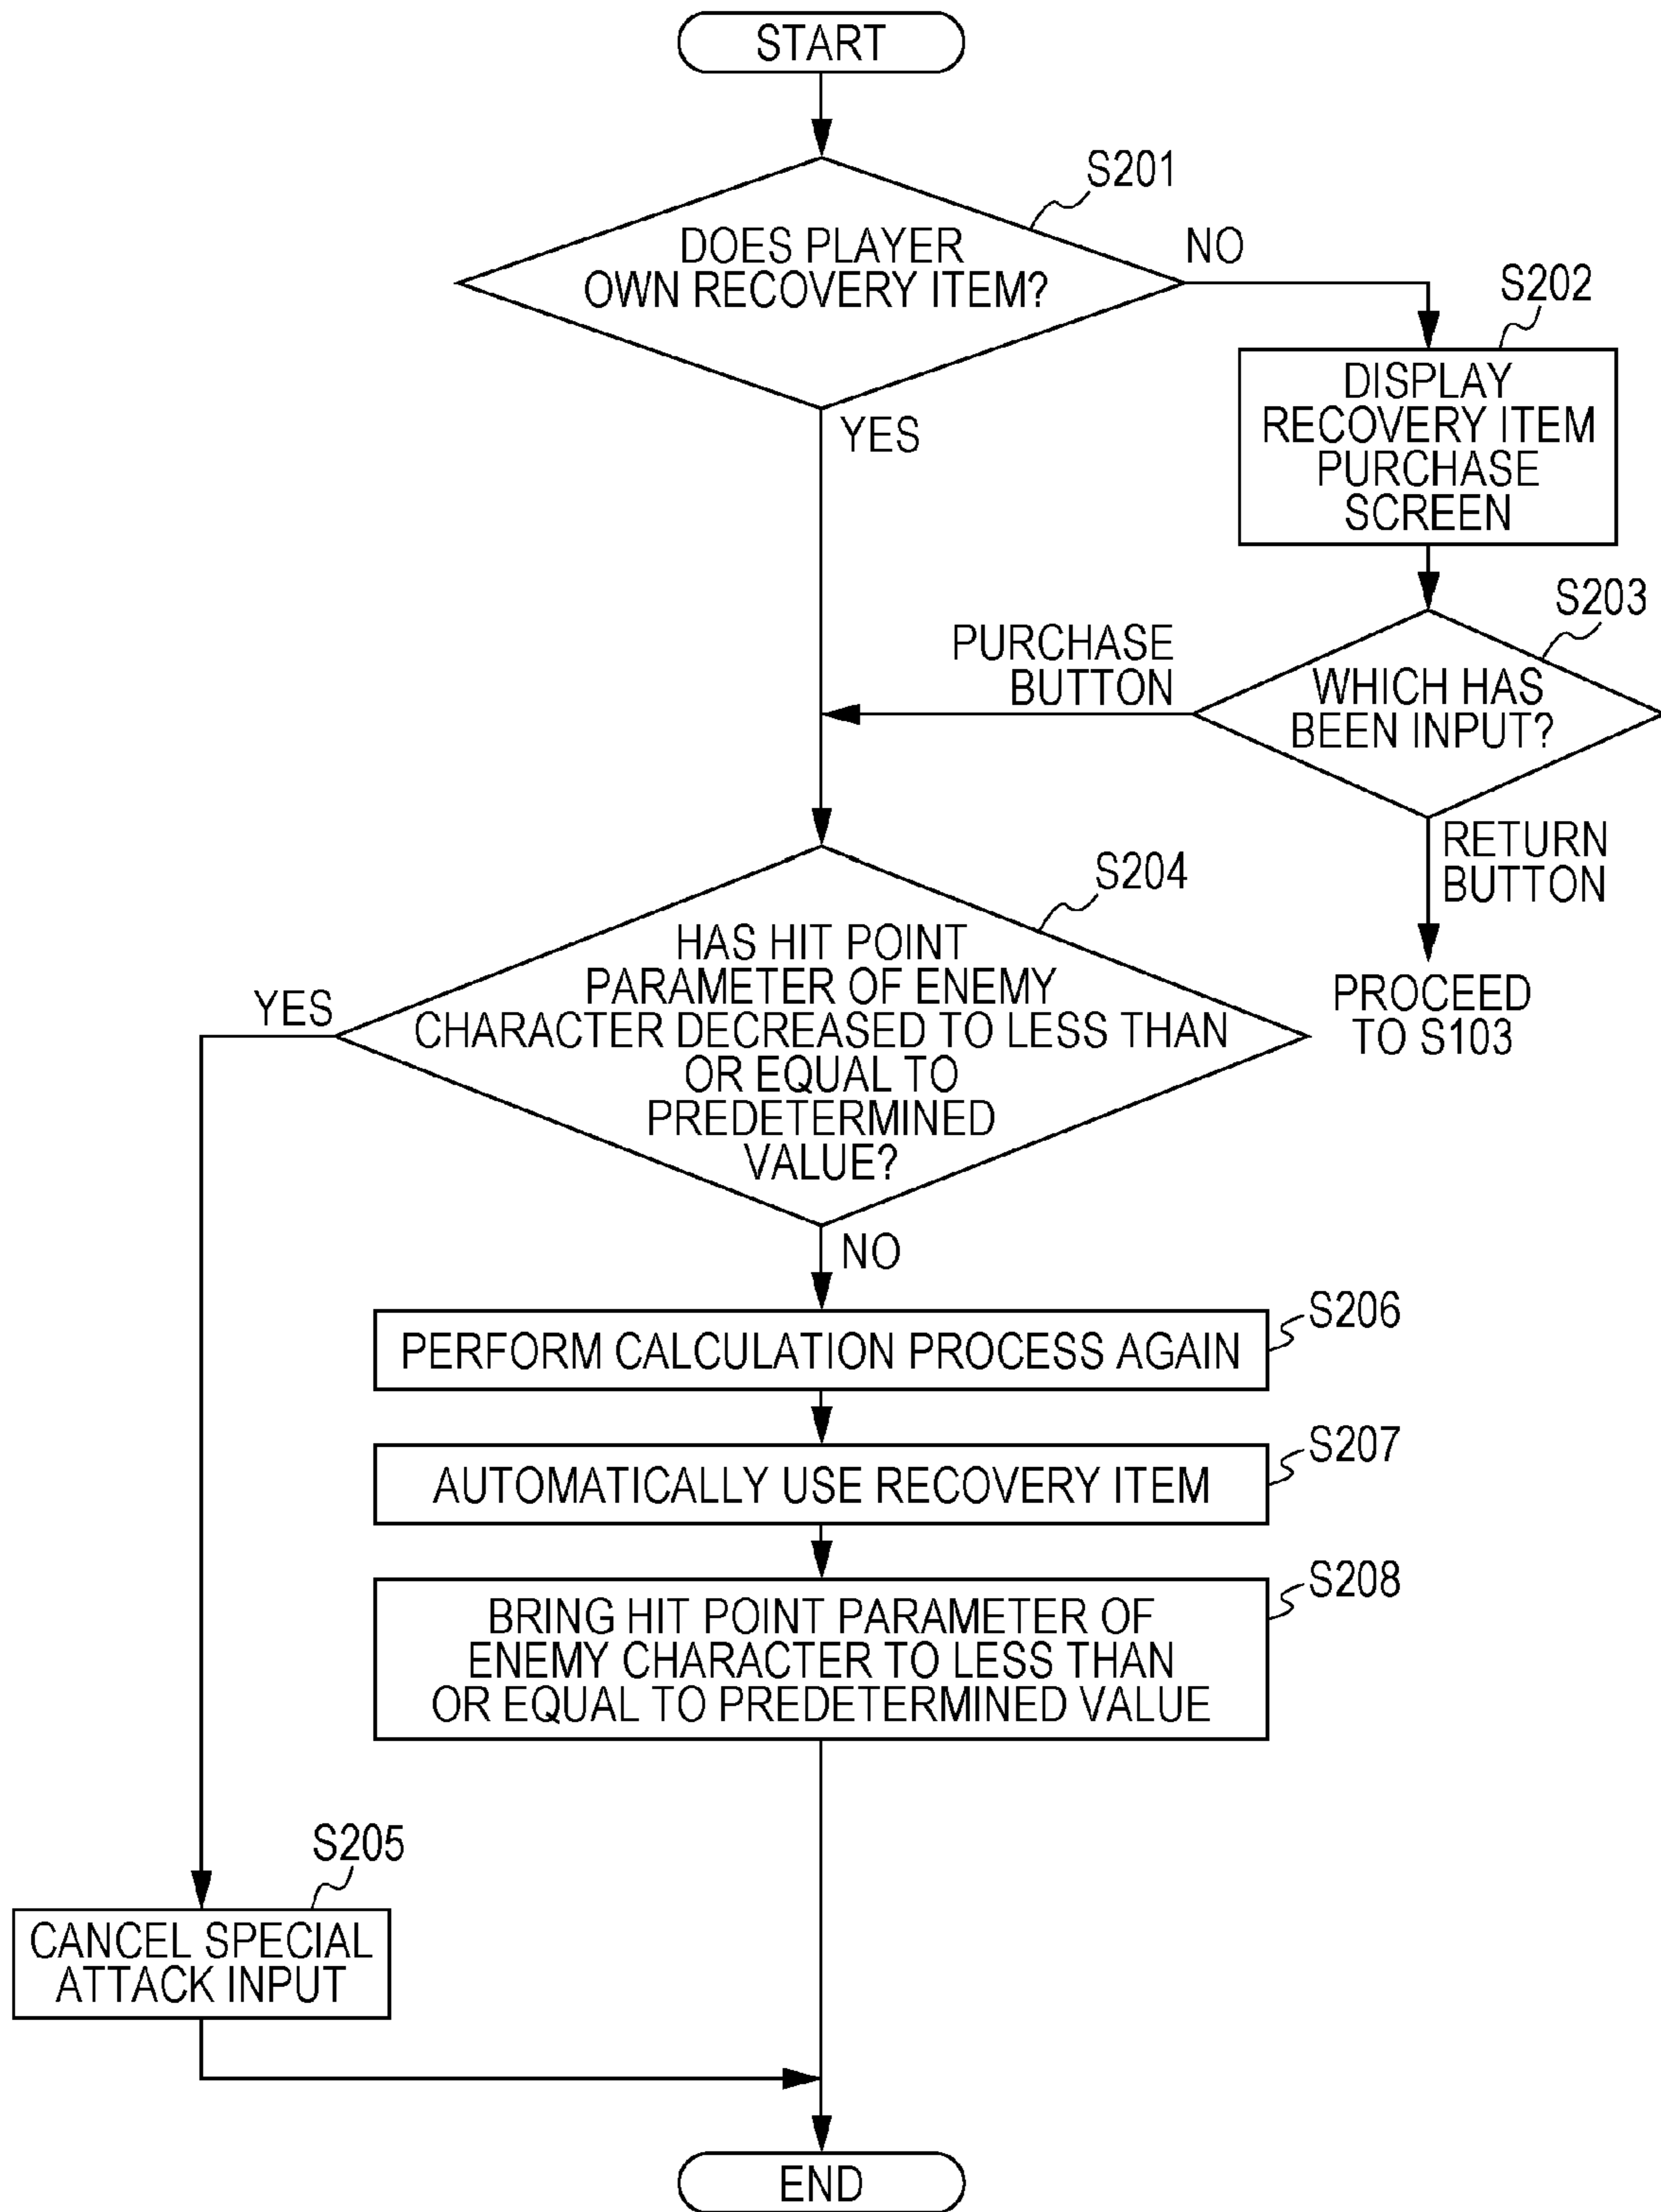 START
S201
DOES PLAYER
OWN RECOVERY ITEM?
NO
S202
DISPLAY
RECOVERY ITEM
PURCHASE
SCREEN
YES
S203
PURCHASE
BUTTON
WHICH HAS
BEEN INPUT?
RETURN
BUTTON
PROCEED
TO S103
S204
HAS HIT POINT
PARAMETER OF ENEMY
CHARACTER DECREASED TO LESS THAN
OR EQUAL TO
PREDETERMINED
VALUE?
YES
NO
S206
PERFORM CALCULATION PROCESS AGAIN
S207
AUTOMATICALLY USE RECOVERY ITEM
S208
BRING HIT POINT PARAMETER OF
ENEMY CHARACTER TO LESS THAN
OR EQUAL TO PREDETERMINED VALUE
S205
CANCEL SPECIAL
ATTACK INPUT
END